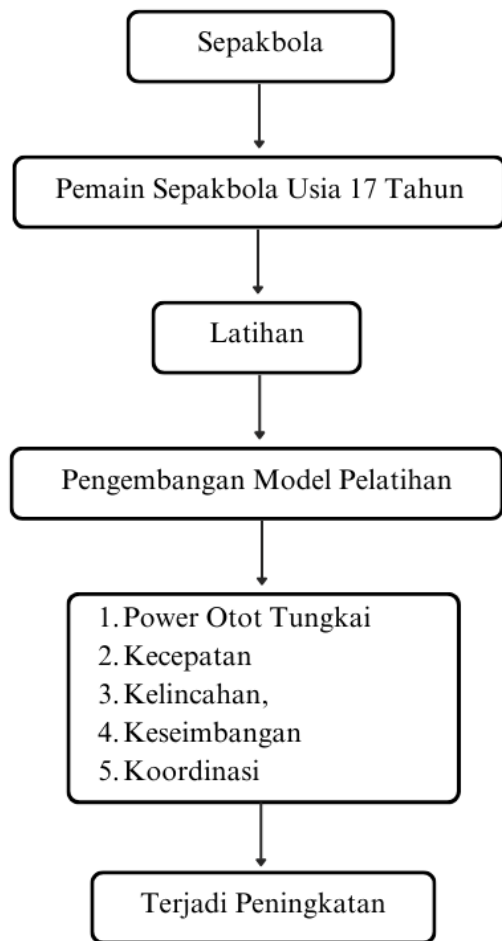 Sepakbola
Pemain Sepakbola Usia 17 Tahun
Latihan
Pengembangan Model Pelatihan
1. Power Otot Tungkai
2. Kecepatan
3. Kelincahan,
4. Keseimbangan
5. Koordinasi
Terjadi Peningkatan